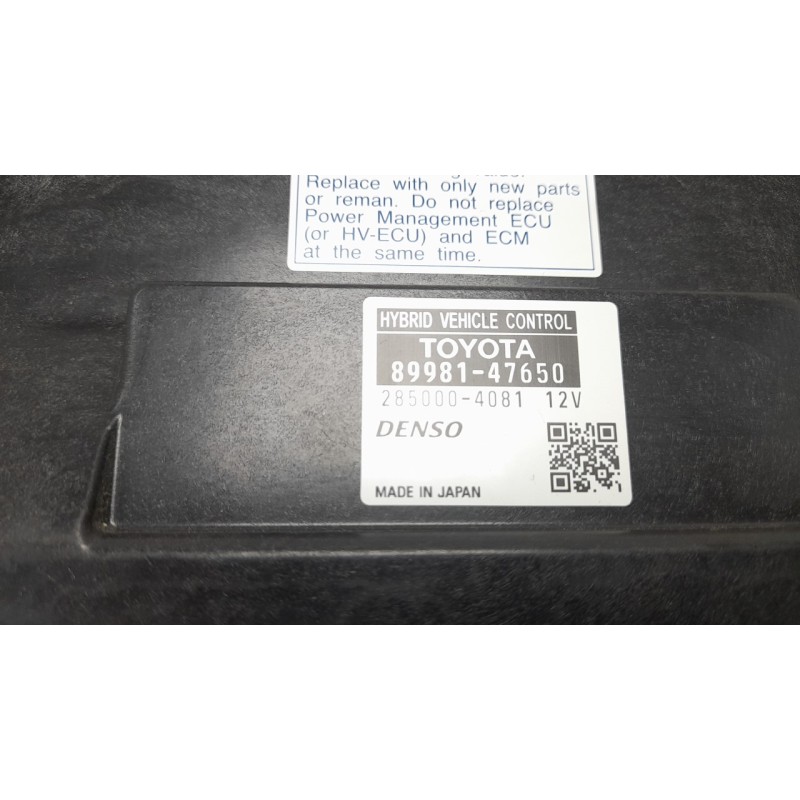 Replace with only new parts
or reman. Do not replace
Power Management ECU
(or HV-ECU) and ECM
at the same time.
HYBRID VEHICLE CONTROL
TOYOTA
89981-47650
285000-4081 12V
DENSO
MADE IN JAPAN